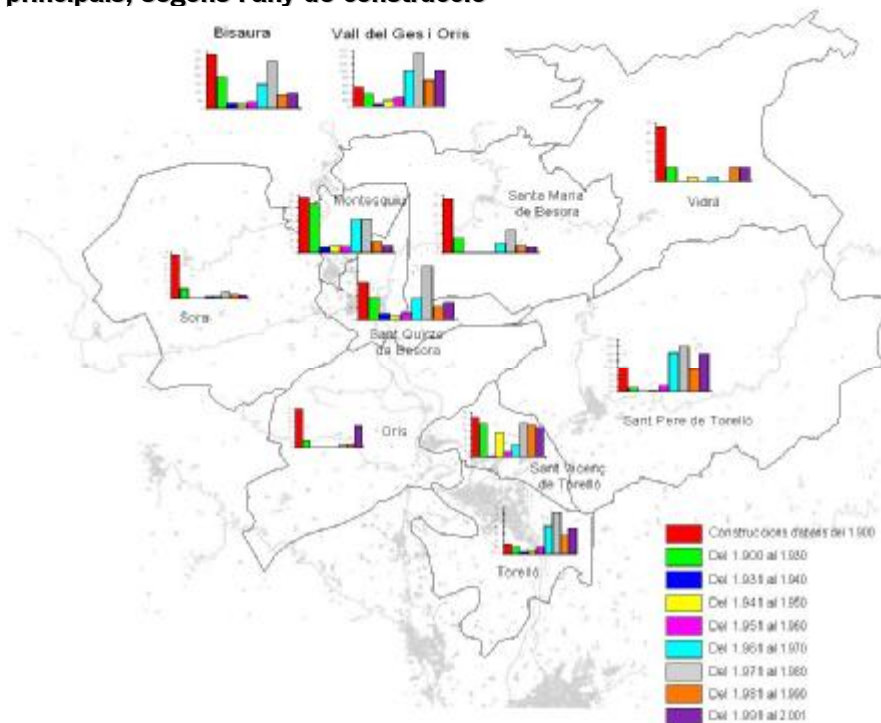 principals, segons l'any de construcció
Bisaura
Vall del Ges i Orís
Montesquiu
Santa Maria
de Besora
Vidrà
Sora
Sant Quirze
de Besora
Orís
Sant Pere de Torelló
Sant Vicenç
de Torelló
Torelló
Construccions d'abans del 1.900
Del 1.900 al 1.930
Del 1.931 al 1.940
Del 1.941 al 1.950
Del 1.951 al 1.960
Del 1.961 al 1.970
Del 1.971 al 1.980
Del 1.981 al 1.990
Del 1.991 al 2.001